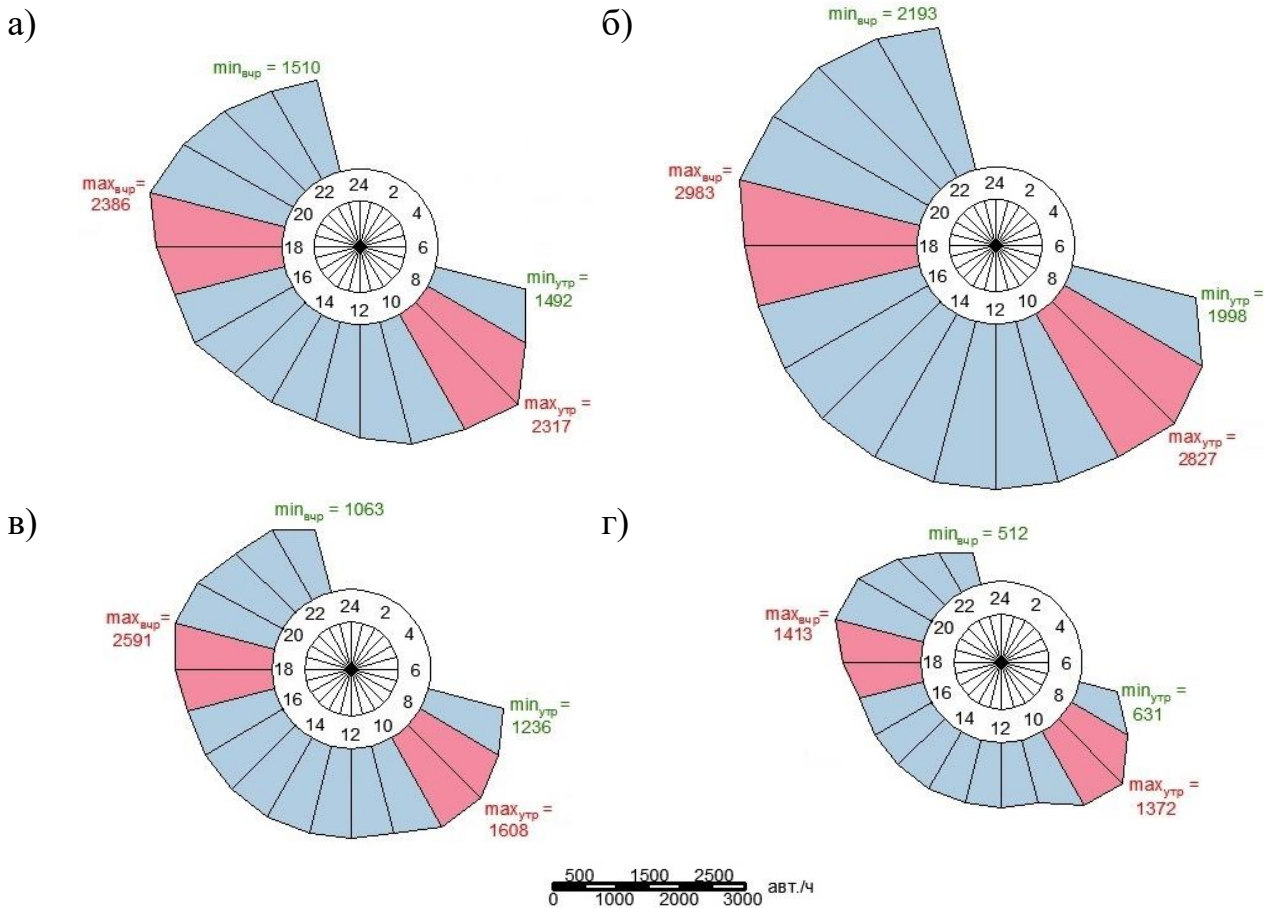 а)
min_вчр = 1510
max_вчр =
2386
24
2
4
6
8
10
12
14
16
18
20
22
min_утр =
1492
max_утр =
2317
б)
min_вчр = 2193
max_вчр =
2983
24
2
4
6
8
10
12
14
16
18
20
22
min_утр =
1998
max_утр =
2827
в)
min_вчр = 1063
max_вчр =
2591
24
2
4
6
8
10
12
14
16
18
20
22
min_утр =
1236
max_утр =
1608
г)
min_вчр = 512
max_вчр =
1413
24
2
4
6
8
10
12
14
16
18
20
22
min_утр =
631
max_утр =
1372
500 1500 2500
авт./ч
0 1000 2000 3000